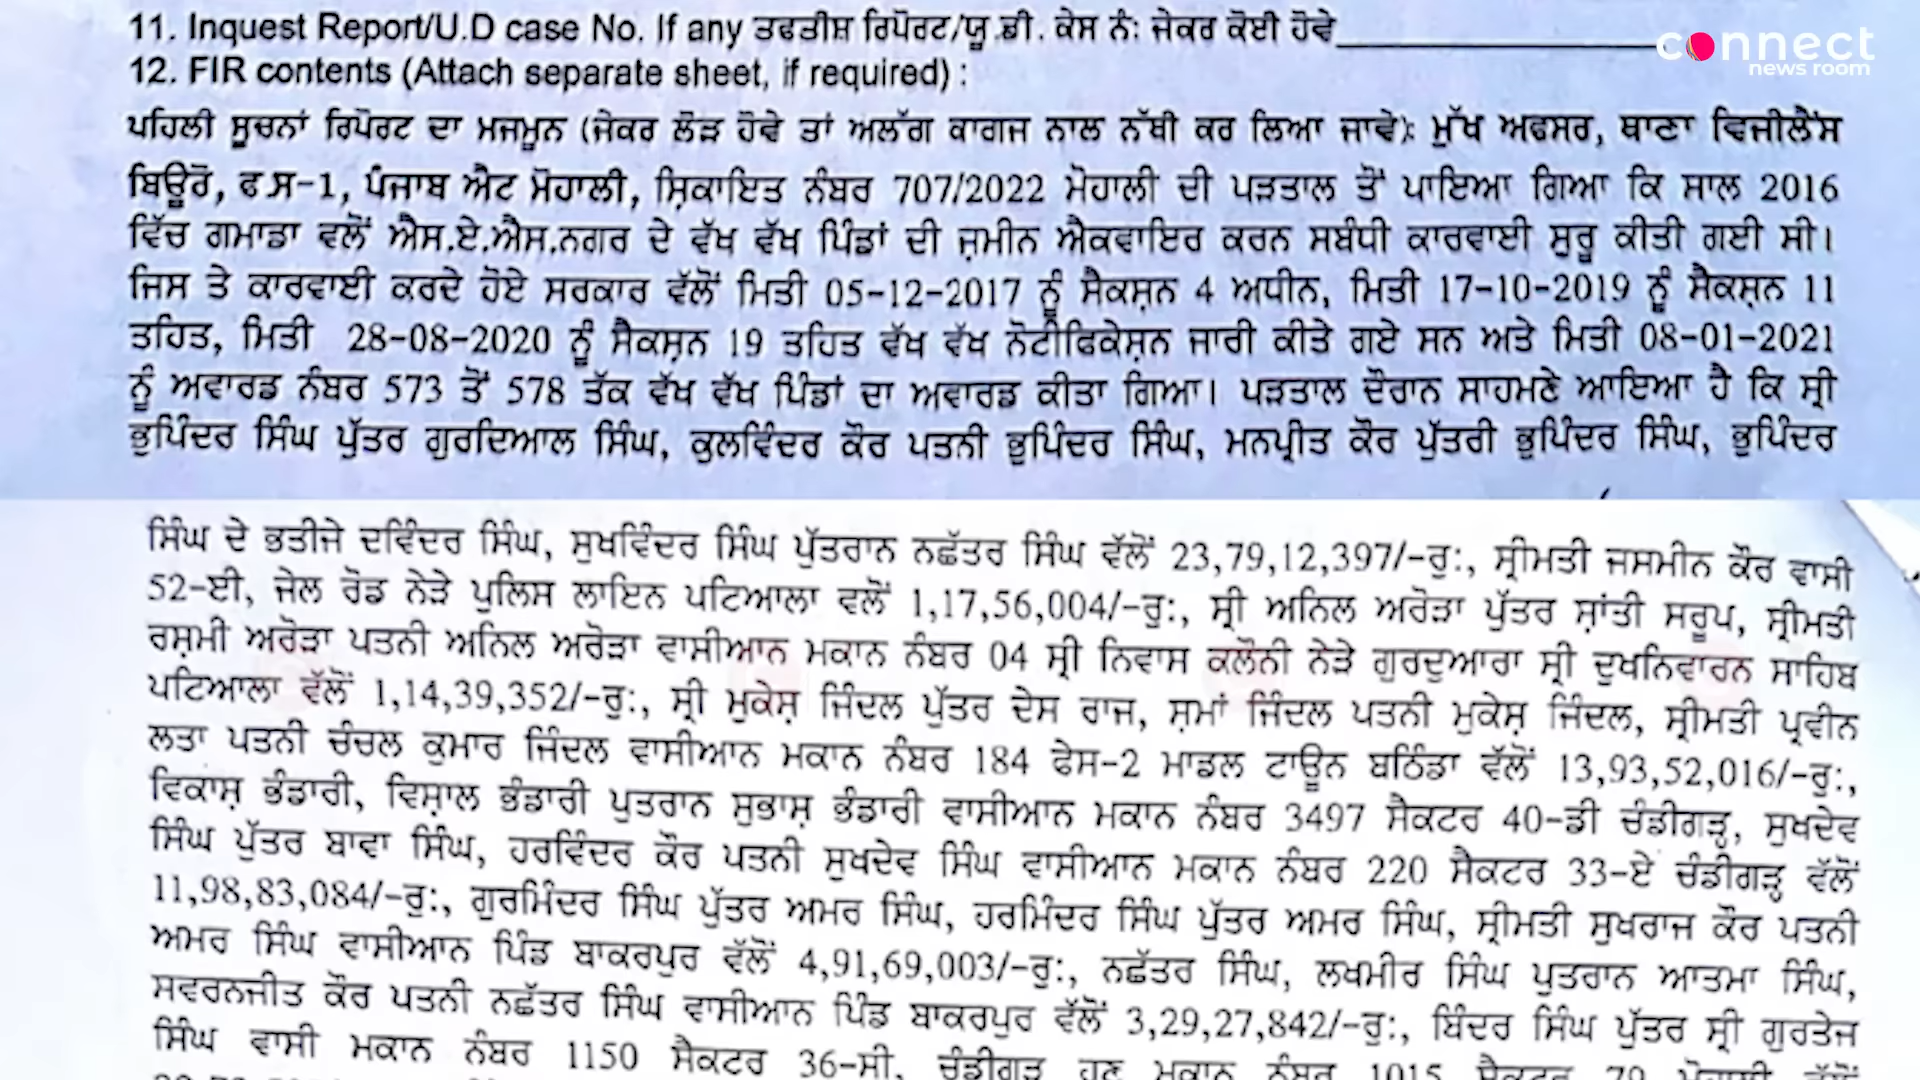 11. Inquest Report/U.D case No. If any ਤਫਤੀਸ਼ ਰਿਪੋਰਟ/ਯੂ.ਡੀ. ਕੇਸ ਨੰ: ਜੇਕਰ ਕੋਈ ਹੋਵੇ
connect
news room
12. FIR contents (Attach separate sheet, if required) :
ਪਹਿਲੀ ਸੂਚਨਾਂ ਰਿਪੋਰਟ ਦਾ ਮਜਮੂਨ (ਜੇਕਰ ਲੋੜ ਹੋਵੇ ਤਾਂ ਅਲੱਗ ਕਾਗਜ ਨਾਲ ਨੱਥੀ ਕਰ ਲਿਆ ਜਾਵੇ): ਮੁੱਖ ਅਫਸਰ, ਥਾਣਾ ਵਿਜੀਲੈਂਸ
ਬਿਊਰੋ, ਫ.ਸ-1, ਪੰਜਾਬ ਐਟ ਮੋਹਾਲੀ, ਸ਼ਿਕਾਇਤ ਨੰਬਰ 707/2022 ਮੋਹਾਲੀ ਦੀ ਪੜਤਾਲ ਤੋਂ ਪਾਇਆ ਗਿਆ ਕਿ ਸਾਲ 2016
ਵਿੱਚ ਗਮਾਡਾ ਵਲੋਂ ਐਸ.ਏ.ਐਸ.ਨਗਰ ਦੇ ਵੱਖ ਵੱਖ ਪਿੰਡਾਂ ਦੀ ਜ਼ਮੀਨ ਐਕਵਾਇਰ ਕਰਨ ਸਬੰਧੀ ਕਾਰਵਾਈ ਸੁਰੂ ਕੀਤੀ ਗਈ ਸੀ।
ਜਿਸ ਤੇ ਕਾਰਵਾਈ ਕਰਦੇ ਹੋਏ ਸਰਕਾਰ ਵੱਲੋਂ ਮਿਤੀ 05-12-2017 ਨੂੰ ਸੈਕਸ਼ਨ 4 ਅਧੀਨ, ਮਿਤੀ 17-10-2019 ਨੂੰ ਸੈਕਸ਼ਨ 11
ਤਹਿਤ, ਮਿਤੀ 28-08-2020 ਨੂੰ ਸੈਕਸ਼ਨ 19 ਤਹਿਤ ਵੱਖ ਵੱਖ ਨੋਟੀਫਿਕੇਸ਼ਨ ਜਾਰੀ ਕੀਤੇ ਗਏ ਸਨ ਅਤੇ ਮਿਤੀ 08-01-2021
ਨੂੰ ਅਵਾਰਡ ਨੰਬਰ 573 ਤੋਂ 578 ਤੱਕ ਵੱਖ ਵੱਖ ਪਿੰਡਾਂ ਦਾ ਅਵਾਰਡ ਕੀਤਾ ਗਿਆ। ਪੜਤਾਲ ਦੌਰਾਨ ਸਾਹਮਣੇ ਆਇਆ ਹੈ ਕਿ ਸ੍ਰੀ
ਭੁਪਿੰਦਰ ਸਿੰਘ ਪੁੱਤਰ ਗੁਰਦਿਆਲ ਸਿੰਘ, ਕੁਲਵਿੰਦਰ ਕੌਰ ਪਤਨੀ ਭੁਪਿੰਦਰ ਸਿੰਘ, ਮਨਪ੍ਰੀਤ ਕੌਰ ਪੁੱਤਰੀ ਭੁਪਿੰਦਰ ਸਿੰਘ, ਭੁਪਿੰਦਰ
ਸਿੰਘ ਦੇ ਭਤੀਜੇ ਦਵਿੰਦਰ ਸਿੰਘ, ਸੁਖਵਿੰਦਰ ਸਿੰਘ ਪੁੱਤਰਾਨ ਨਛੱਤਰ ਸਿੰਘ ਵੱਲੋਂ 23,79,12,397/-ਰੁ:, ਸ੍ਰੀਮਤੀ ਜਸਮੀਨ ਕੌਰ ਵਾਸੀ
52-ਈ, ਜੇਲ ਰੋਡ ਨੇੜੇ ਪੁਲਿਸ ਲਾਇਨ ਪਟਿਆਲਾ ਵਲੋਂ 1,17,56,004/-ਰੁ:, ਸ੍ਰੀ ਅਨਿਲ ਅਰੋੜਾ ਪੁੱਤਰ ਸ਼ਾਂਤੀ ਸਰੂਪ, ਸ੍ਰੀਮਤੀ
ਰਸ਼ਮੀ ਅਰੋੜਾ ਪਤਨੀ ਅਨਿਲ ਅਰੋੜਾ ਵਾਸੀਆਨ ਮਕਾਨ ਨੰਬਰ 04 ਸ੍ਰੀ ਨਿਵਾਸ ਕਲੌਨੀ ਨੇੜੇ ਗੁਰਦੁਆਰਾ ਸ੍ਰੀ ਦੁਖਨਿਵਾਰਨ ਸਾਹਿਬ
ਪਟਿਆਲਾ ਵੱਲੋਂ 1,14,39,352/-ਰੁ:, ਸ੍ਰੀ ਮੁਕੇਸ਼ ਜਿੰਦਲ ਪੁੱਤਰ ਦੇਸ ਰਾਜ, ਸ਼ਮਾਂ ਜਿੰਦਲ ਪਤਨੀ ਮੁਕੇਸ਼ ਜਿੰਦਲ, ਸ੍ਰੀਮਤੀ ਪ੍ਰਵੀਨ
ਲਤਾ ਪਤਨੀ ਚੰਚਲ ਕੁਮਾਰ ਜਿੰਦਲ ਵਾਸੀਆਨ ਮਕਾਨ ਨੰਬਰ 184 ਫੇਸ-2 ਮਾਡਲ ਟਾਊਨ ਬਠਿੰਡਾ ਵੱਲੋਂ 13,93,52,016/-ਰੁ:,
ਵਿਕਾਸ਼ ਭੰਡਾਰੀ, ਵਿਸ਼ਾਲ ਭੰਡਾਰੀ ਪੁਤਰਾਨ ਸੁਭਾਸ਼ ਭੰਡਾਰੀ ਵਾਸੀਆਨ ਮਕਾਨ ਨੰਬਰ 3497 ਸੈਕਟਰ 40-ਡੀ ਚੰਡੀਗੜ੍ਹ, ਸੁਖਦੇਵ
ਸਿੰਘ ਪੁੱਤਰ ਬਾਵਾ ਸਿੰਘ, ਹਰਵਿੰਦਰ ਕੌਰ ਪਤਨੀ ਸੁਖਦੇਵ ਸਿੰਘ ਵਾਸੀਆਨ ਮਕਾਨ ਨੰਬਰ 220 ਸੈਕਟਰ 33-ਏ ਚੰਡੀਗੜ੍ਹ ਵੱਲੋਂ
11,98,83,084/-ਰੁ:, ਗੁਰਮਿੰਦਰ ਸਿੰਘ ਪੁੱਤਰ ਅਮਰ ਸਿੰਘ, ਹਰਮਿੰਦਰ ਸਿੰਘ ਪੁੱਤਰ ਅਮਰ ਸਿੰਘ, ਸ੍ਰੀਮਤੀ ਸੁਖਰਾਜ ਕੌਰ ਪਤਨੀ
ਅਮਰ ਸਿੰਘ ਵਾਸੀਆਨ ਪਿੰਡ ਬਾਕਰਪੁਰ ਵੱਲੋਂ 4,91,69,003/-ਰੁ:, ਨਛੱਤਰ ਸਿੰਘ, ਲਖਮੀਰ ਸਿੰਘ ਪੁਤਰਾਨ ਆਤਮਾ ਸਿੰਘ,
ਸਵਰਨਜੀਤ ਕੌਰ ਪਤਨੀ ਨਛੱਤਰ ਸਿੰਘ ਵਾਸੀਆਨ ਪਿੰਡ ਬਾਕਰਪੁਰ ਵੱਲੋਂ 3,29,27,842/-ਰੁ:, ਬਿੰਦਰ ਸਿੰਘ ਪੁੱਤਰ ਸ੍ਰੀ ਗੁਰਤੇਜ
ਸਿੰਘ ਵਾਸੀ ਮਕਾਨ ਨੰਬਰ 1150 ਸੈਕਟਰ 36-ਸੀ, ਚੰਡੀਗੜ੍ਹ ਹੁਣ ਮਕਾਨ ਨੰਬਰ 1015 ਸੈਕਟਰ 79 ਮੋਹਾਲੀ ਵੱਲੋਂ